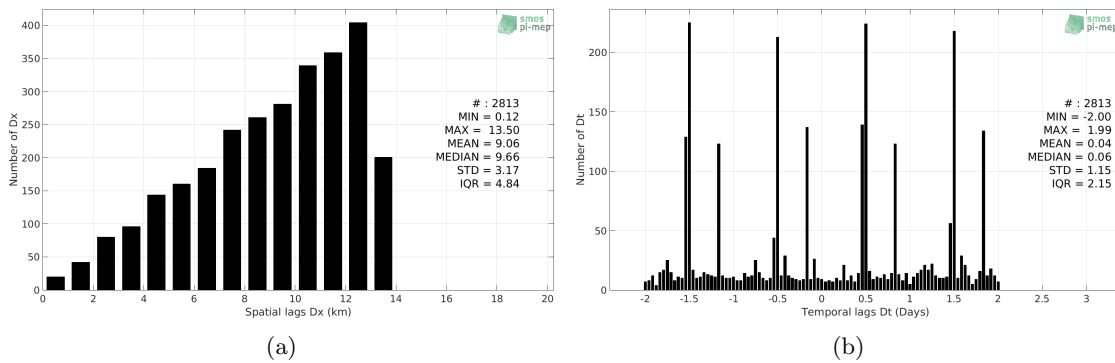 400
350
300
250
200
150
100
50
0
Number of Dx
0 2 4 6 8 10 12 14 16 18 20
Spatial lags Dx (km)
smos
pi-mep
# : 2813
MIN = 0.12
MAX = 13.50
MEAN = 9.06
MEDIAN = 9.66
STD = 3.17
IQR = 4.84
(a)
200
150
100
50
0
Number of Dt
-2 -1.5 -1 -0.5 0 0.5 1 1.5 2 2.5 3
Temporal lags Dt (Days)
smos
pi-mep
# : 2813
MIN = -2.00
MAX = 1.99
MEAN = 0.04
MEDIAN = 0.06
STD = 1.15
IQR = 2.15
(b)